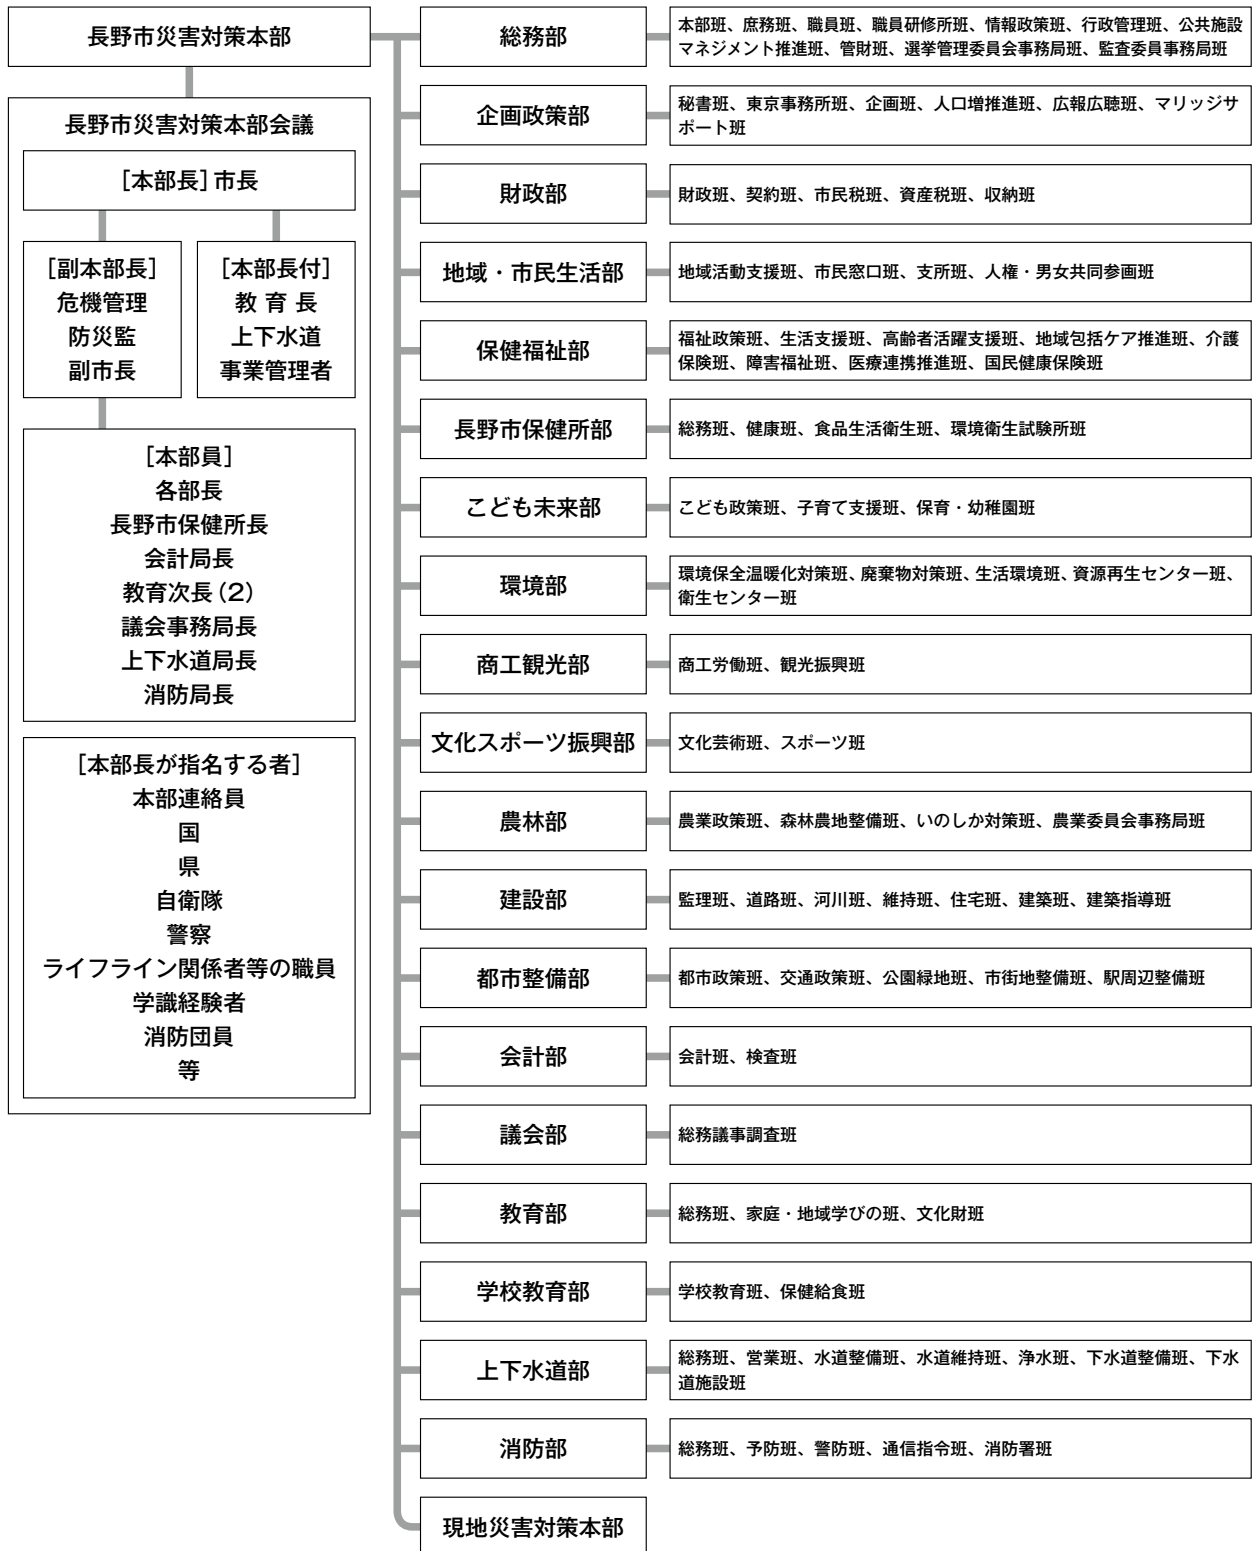 長野市災害対策本部
長野市災害対策本部会議
［本部長］市長
［副本部長］
危機管理
防災監
副市長
［本部長付］
教 育 長
上下水道
事業管理者
［本部員］
各部長
長野市保健所長
会計局長
教育次長（2）
議会事務局長
上下水道局長
消防局長
［本部長が指名する者］
本部連絡員
国
県
自衛隊
警察
ライフライン関係者等の職員
学識経験者
消防団員
等
総務部
本部班、庶務班、職員班、職員研修所班、情報政策班、行政管理班、公共施設
マネジメント推進班、管財班、選挙管理委員会事務局班、監査委員事務局班
企画政策部
秘書班、東京事務所班、企画班、人口増推進班、広報広聴班、マリッジサ
ポート班
財政部
財政班、契約班、市民税班、資産税班、収納班
地域・市民生活部
地域活動支援班、市民窓口班、支所班、人権・男女共同参画班
保健福祉部
福祉政策班、生活支援班、高齢者活躍支援班、地域包括ケア推進班、介護
保険班、障害福祉班、医療連携推進班、国民健康保険班
長野市保健所部
総務班、健康班、食品生活衛生班、環境衛生試験所班
こども未来部
こども政策班、子育て支援班、保育・幼稚園班
環境部
環境保全温暖化対策班、廃棄物対策班、生活環境班、資源再生センター班、
衛生センター班
商工観光部
商工労働班、観光振興班
文化スポーツ振興部
文化芸術班、スポーツ班
農林部
農業政策班、森林農地整備班、いのしか対策班、農業委員会事務局班
建設部
監理班、道路班、河川班、維持班、住宅班、建築班、建築指導班
都市整備部
都市政策班、交通政策班、公園緑地班、市街地整備班、駅周辺整備班
会計部
会計班、検査班
議会部
総務議事調査班
教育部
総務班、家庭・地域学びの班、文化財班
学校教育部
学校教育班、保健給食班
上下水道部
総務班、営業班、水道整備班、水道維持班、浄水班、下水道整備班、下水
道施設班
消防部
総務班、予防班、警防班、通信指令班、消防署班
現地災害対策本部